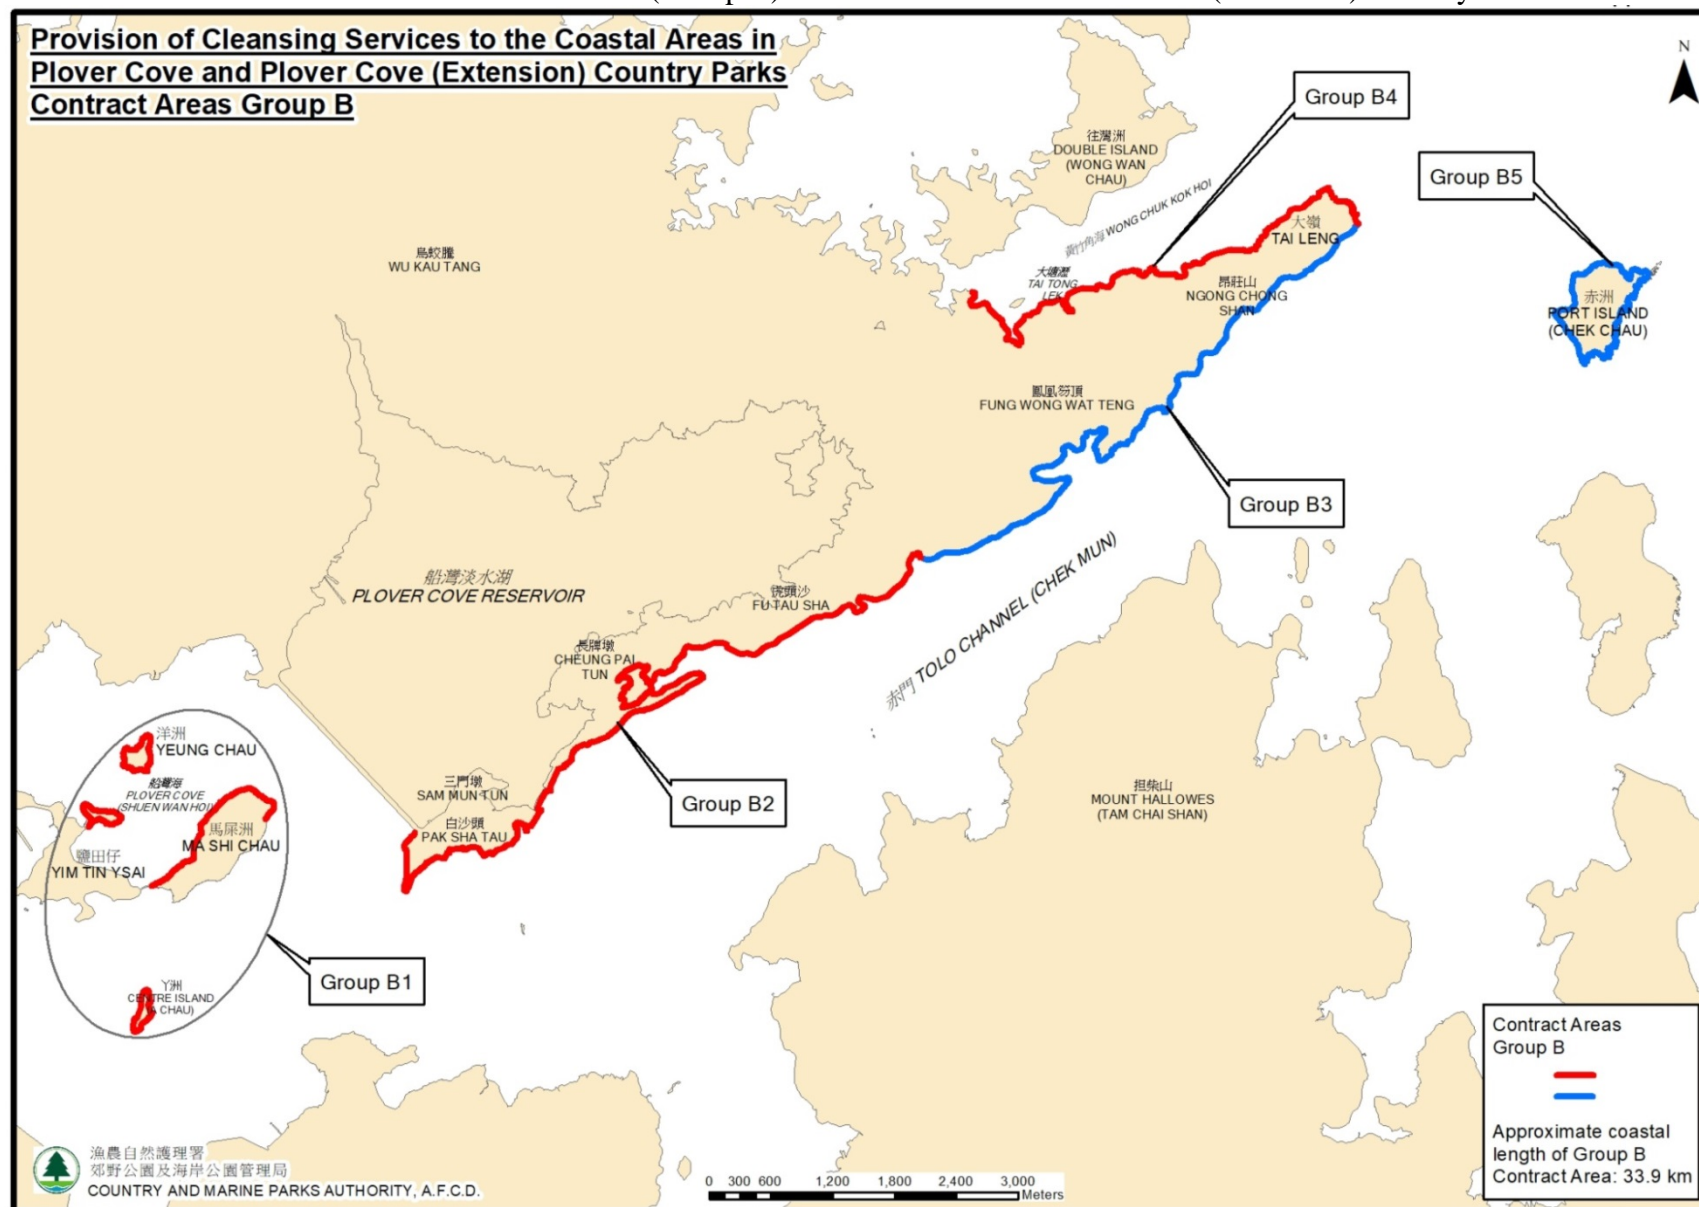 Provision of Cleansing Services to the Coastal Areas in
Plover Cove and Plover Cove (Extension) Country Parks
Contract Areas Group B
N
Group B4
往灣洲
DOUBLE ISLAND
(WONG WAN
CHAU)
Group B5
黃竹角海 WONG CHUK KOK HOI
大嶺
TAI LENG
烏蛟騰
WU KAU TANG
大塘瀝
TAI TONG
LEK
昂莊山
NGONG CHONG
SHAN
赤洲
PORT ISLAND
(CHEK CHAU)
鳳凰笏頂
FUNG WONG WAT TENG
Group B3
赤門 TOLO CHANNEL (CHEK MUN)
船灣淡水湖
PLOVER COVE RESERVOIR
虎頭沙
FU TAU SHA
長牌墩
CHEUNG PAI
TUN
洋洲
YEUNG CHAU
船灣海
PLOVER COVE
(SHUEN WAN HOI)
三門墩
SAM MUN TUN
Group B2
担柴山
MOUNT HALLOWES
(TAM CHAI SHAN)
馬屎洲
MA SHI CHAU
白沙頭
PAK SHA TAU
鹽田仔
YIM TIN YSAI
Group B1
丫洲
CENTRE ISLAND
(A CHAU)
Contract Areas
Group B
Approximate coastal
length of Group B
Contract Area: 33.9 km
漁農自然護理署
郊野公園及海岸公園管理局
COUNTRY AND MARINE PARKS AUTHORITY, A.F.C.D.
0 300 600 1,200 1,800 2,400 3,000
Meters